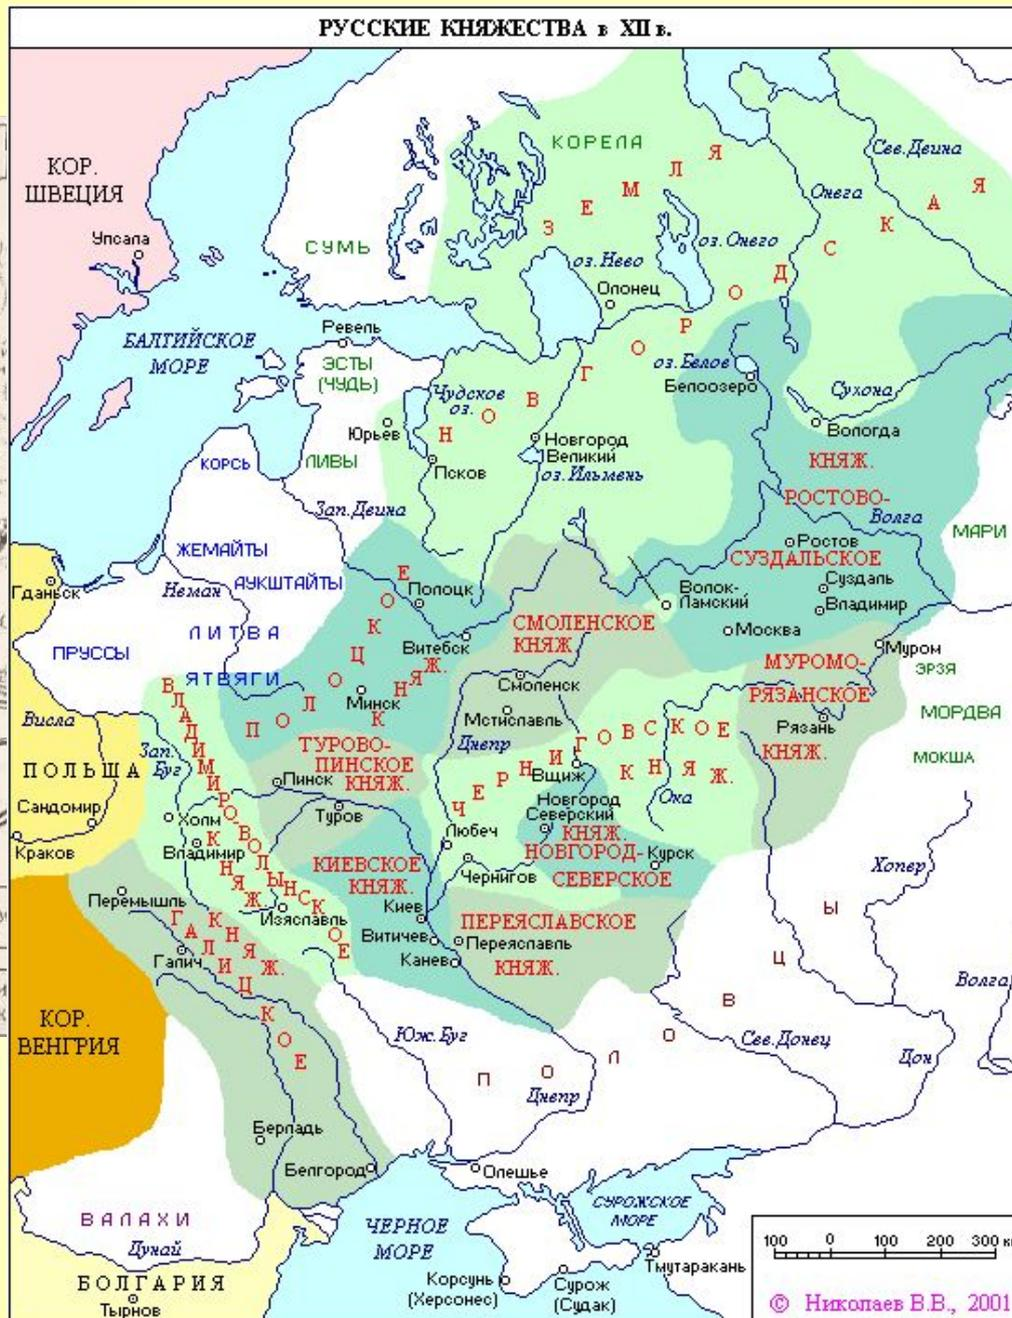 РУССКИЕ КНЯЖЕСТВА в XII в.
КОР.
ШВЕЦИЯ
Упсала
КОРЕЛА
Сев.Двина
Онега
НОВГОРОДСКАЯ
ЗЕМЛЯ
СУМЬ
оз.Нево
оз.Онего
Олонец
БАЛТИЙСКОЕ
МОРЕ
Ревель
ЭСТЫ
(ЧУДЬ)
Чудское
оз.
Юрьев
Псков
оз.Белое
Белоозеро
Сухона
Вологда
Новгород
Великий
оз.Ильмень
КОРСЬ
ЛИВЫ
Зап.Двина
КНЯЖ.
РОСТОВО-
СУЗДАЛЬСКОЕ
Волга
МАРИ
Ростов
Суздаль
Владимир
Москва
Волок-
Ламский
Гданьск
ЖЕМАЙТЫ
АУКШТАЙТЫ
Неман
ЛИТВА
ПРУССЫ
ЯТВЯГИ
ПОЛОЦКОЕ
КНЯЖ.
Полоцк
Витебск
Минск
СМОЛЕНСКОЕ
КНЯЖ.
Смоленск
Мстиславль
Днепр
МУРОМО-
РЯЗАНСКОЕ
КНЯЖ.
Муром
Рязань
ЭРЗЯ
МОРДВА
МОКША
Висла
ПОЛЬША
Сандомир
Краков
Зап.
Буг
ВЛАДИМИРОВОЛЫНСКОЕ
КНЯЖ.
Холм
Владимир
Изяславль
ТУРОВО-
ПИНСКОЕ
КНЯЖ.
Пинск
Туров
ЧЕРНИГОВСКОЕ
КНЯЖ.
Вщиж
Ока
Новгород
Северский
КНЯЖ.
НОВГОРОД-
СЕВЕРСКОЕ
Любеч
Чернигов
Курск
КИЕВСКОЕ
КНЯЖ.
Киев
Витичев
Канев
ПЕРЕЯСЛАВСКОЕ
Переяславль
КНЯЖ.
Хопер
Перемышль
ГАЛИЦКОЕ
КНЯЖ.
Галич
КОР.
ВЕНГРИЯ
Юж.Буг
ПОЛОВЦЫ
Днепр
Сев.Донец
Дон
Волга
Берладь
Белгород
Олешье
ВАЛАХИ
Дунай
БОЛГАРИЯ
Тырнов
ЧЕРНОЕ
МОРЕ
СУРОЖСКОЕ
МОРЕ
Корсунь
(Херсонес)
Сурож
(Судак)
Тмутаракань
100 0 100 200 300 к
© Николаев В.В., 2001